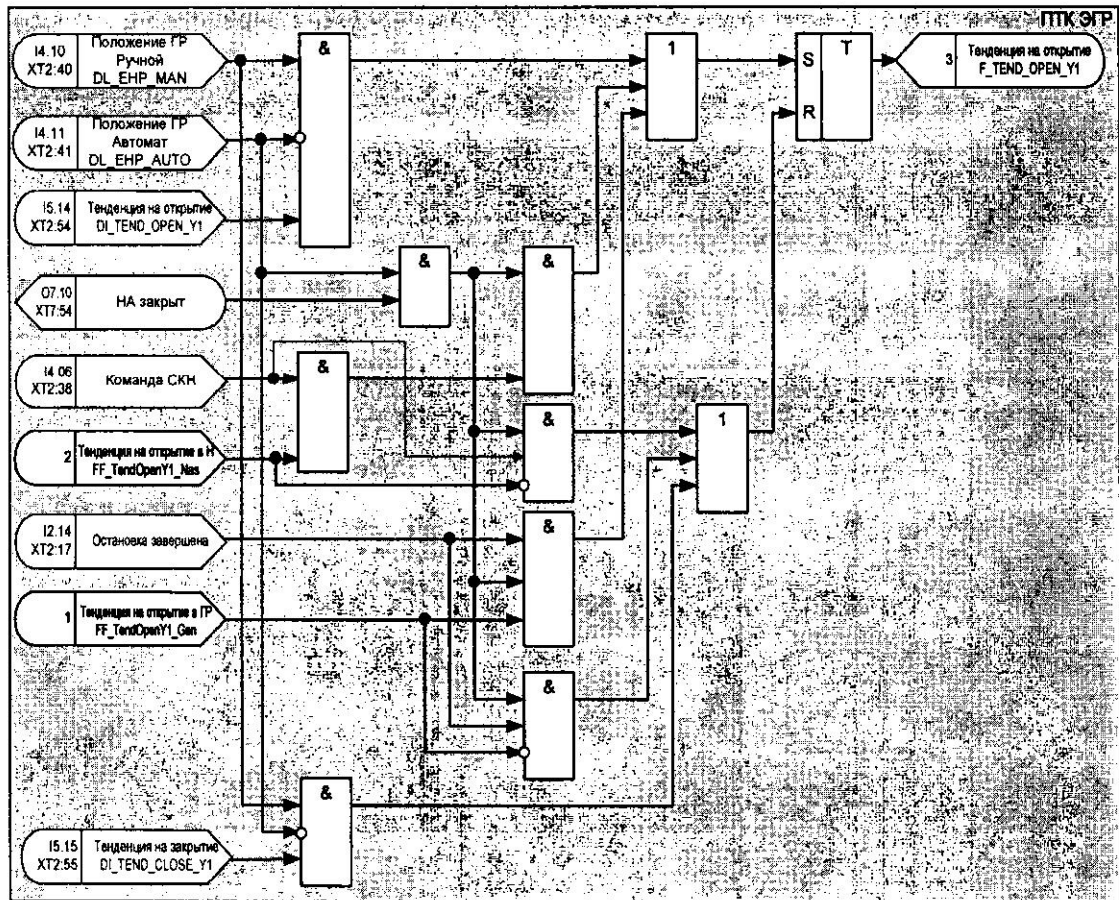 ПТК ЭГР
I4.10
XT2:40
Положение ГР
Ручной
DL_EHP_MAN
&
1
S
T
R
3
Тенденция на открытие
F_TEND_OPEN_Y1
I4.11
XT2:41
Положение ГР
Автомат
DL_EHP_AUTO
I5.14
XT2:54
Тенденция на открытие
DI_TEND_OPEN_Y1
&
&
O7.10
XT7:54
НА закрыт
I4.06
XT2:38
Команда СКН
&
&
1
2
Тенденция на открытие в Н
FF_TendOpenY1_Nas
I2.14
XT2:17
Остановка завершена
&
1
Тенденция на открытие в ГР
FF_TendOpenY1_Gen
&
&
I5.15
XT2:55
Тенденция на закрытие
DI_TEND_CLOSE_Y1